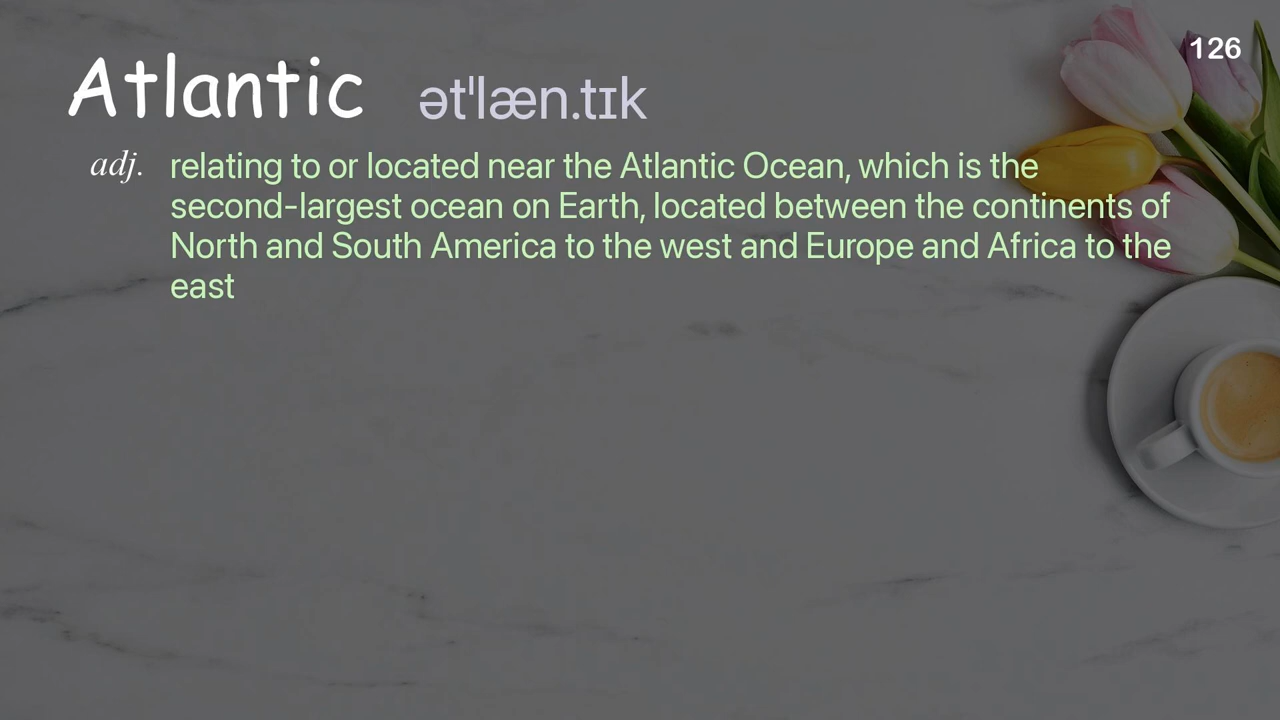 126
Atlantic ət'læn.tɪk
adj. relating to or located near the Atlantic Ocean, which is the
second-largest ocean on Earth, located between the continents of
North and South America to the west and Europe and Africa to the
east